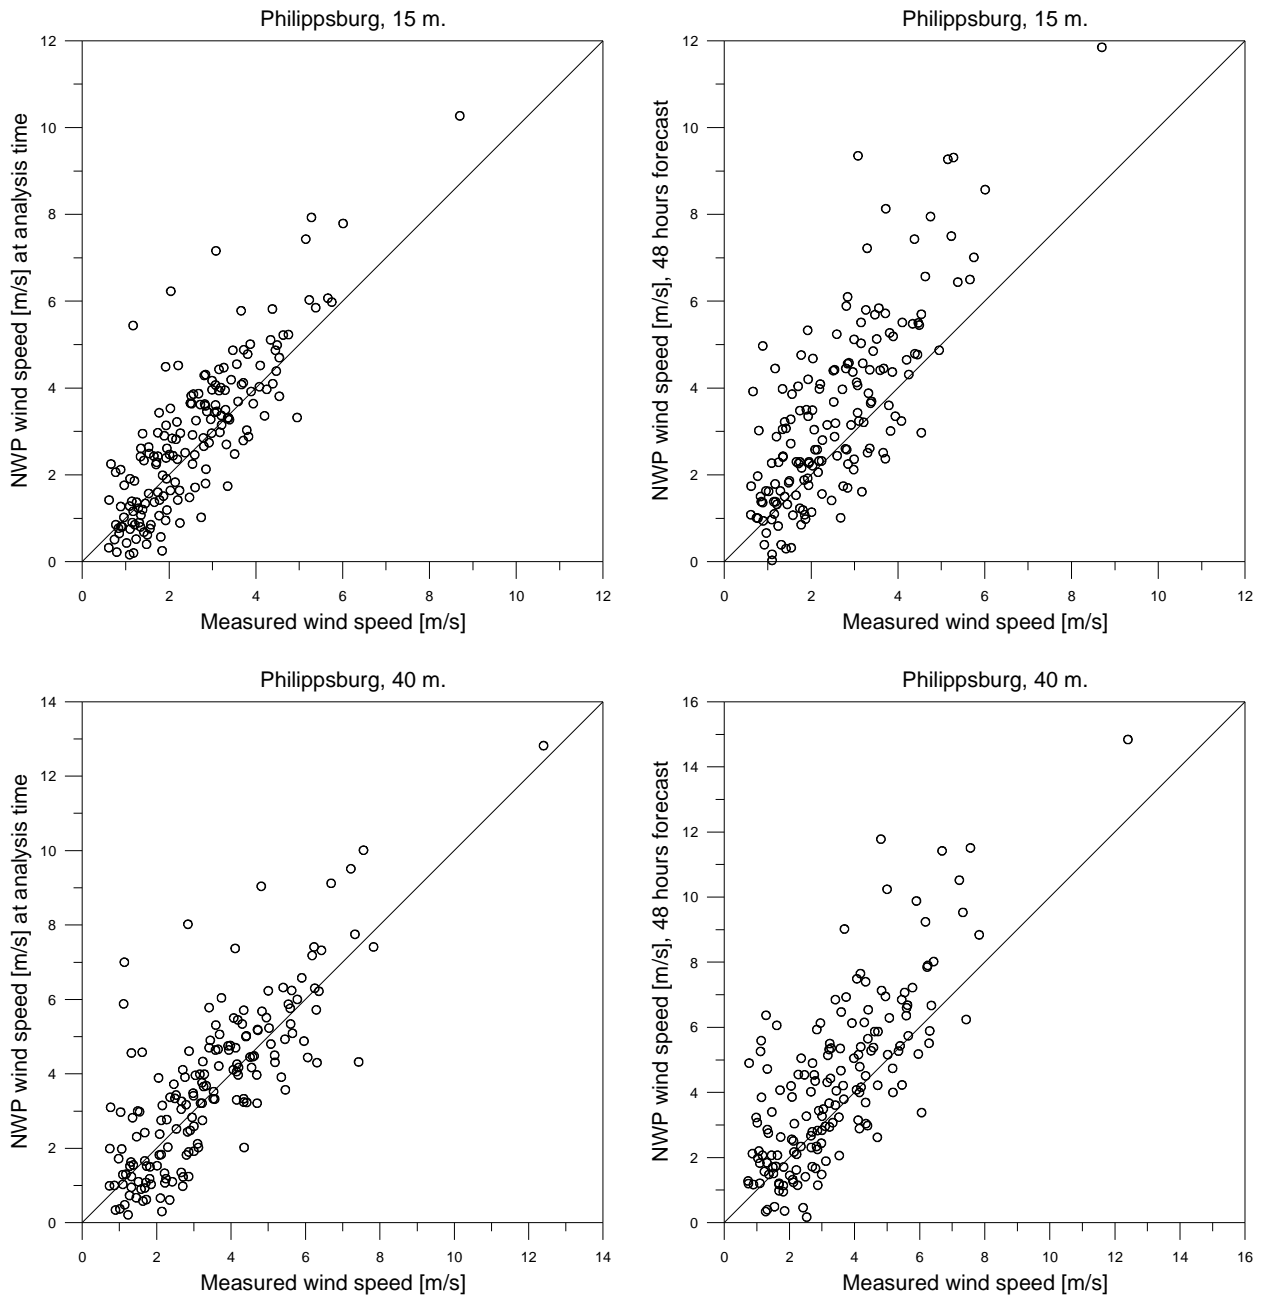 Philippsburg, 15 m.
NWP wind speed [m/s] at analysis time
12
10
8
6
4
2
0
0 2 4 6 8 10 12
Measured wind speed [m/s]
Philippsburg, 15 m.
NWP wind speed [m/s], 48 hours forecast
12
10
8
6
4
2
0
0 2 4 6 8 10 12
Measured wind speed [m/s]
Philippsburg, 40 m.
NWP wind speed [m/s] at analysis time
14
12
10
8
6
4
2
0
0 2 4 6 8 10 12 14
Measured wind speed [m/s]
Philippsburg, 40 m.
NWP wind speed [m/s], 48 hours forecast
16
14
12
10
8
6
4
2
0
0 2 4 6 8 10 12 14 16
Measured wind speed [m/s]